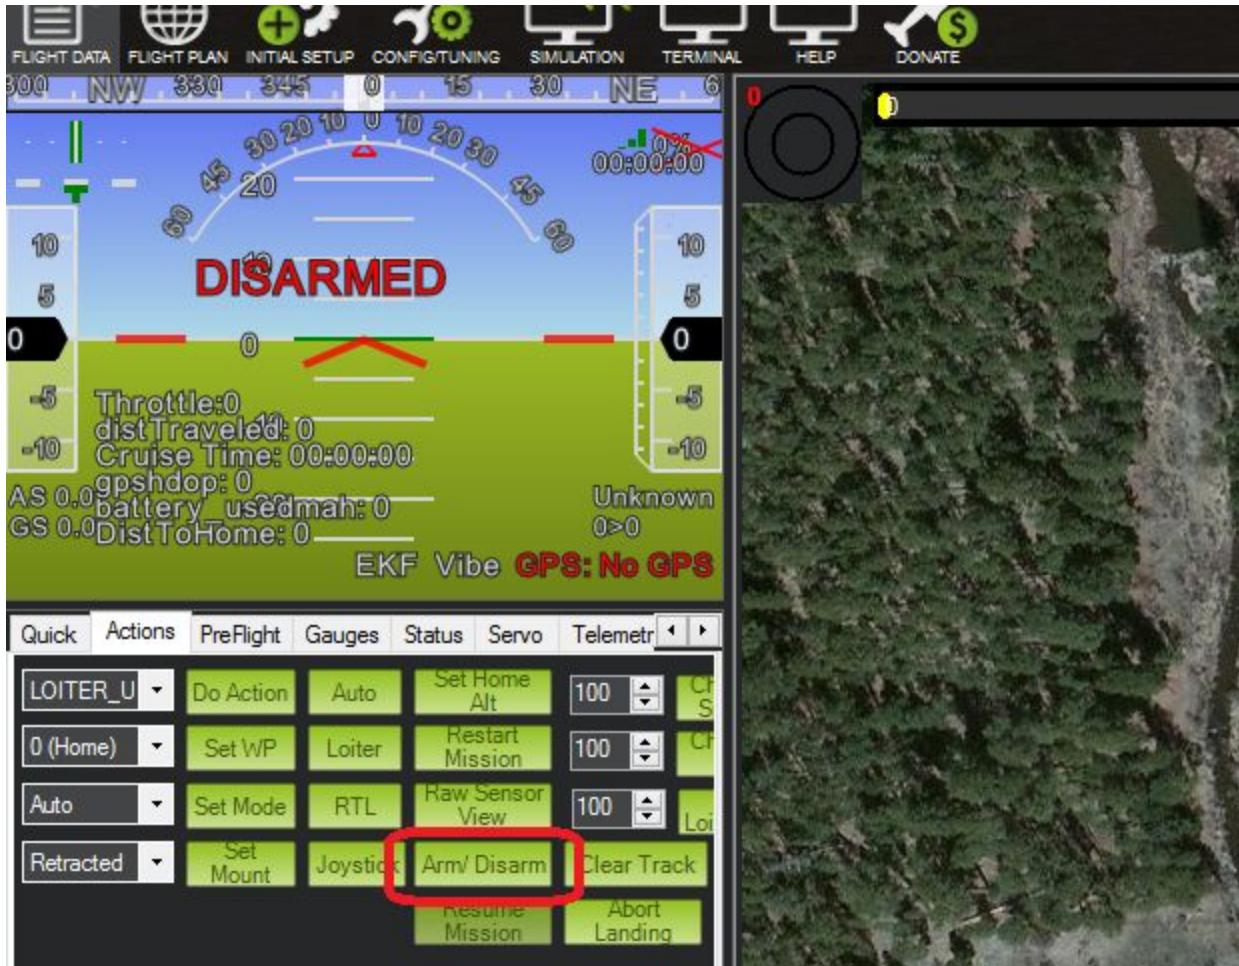 FLIGHT DATA FLIGHT PLAN INITIAL SETUP CONFIG/TUNING SIMULATION TERMINAL HELP DONATE
300 NW 330 345 0 15 30 NE 6
0
0
60 45 30 20 10 0 10 20 30 45 60
0%
00:00:00
20
10 10 10
DISARMED
5 5
0 0 0
-5 -5
Throttle:0
distTraveled: 0
-10 Cruise Time: 00:00:00 -10
gpshdop: 0
AS 0.0 battery_usedmah: 0 Unknown
GS 0.0 DistToHome: 0 0>0
EKF Vibe GPS: No GPS
Quick Actions PreFlight Gauges Status Servo Telemetr
LOITER_U Do Action Auto Set Home Alt 100
0 (Home) Set WP Loiter Restart Mission 100
Auto Set Mode RTL Raw Sensor View 100 Loi
Retracted Set Mount Joystick Arm/ Disarm Clear Track
Resume Mission Abort Landing